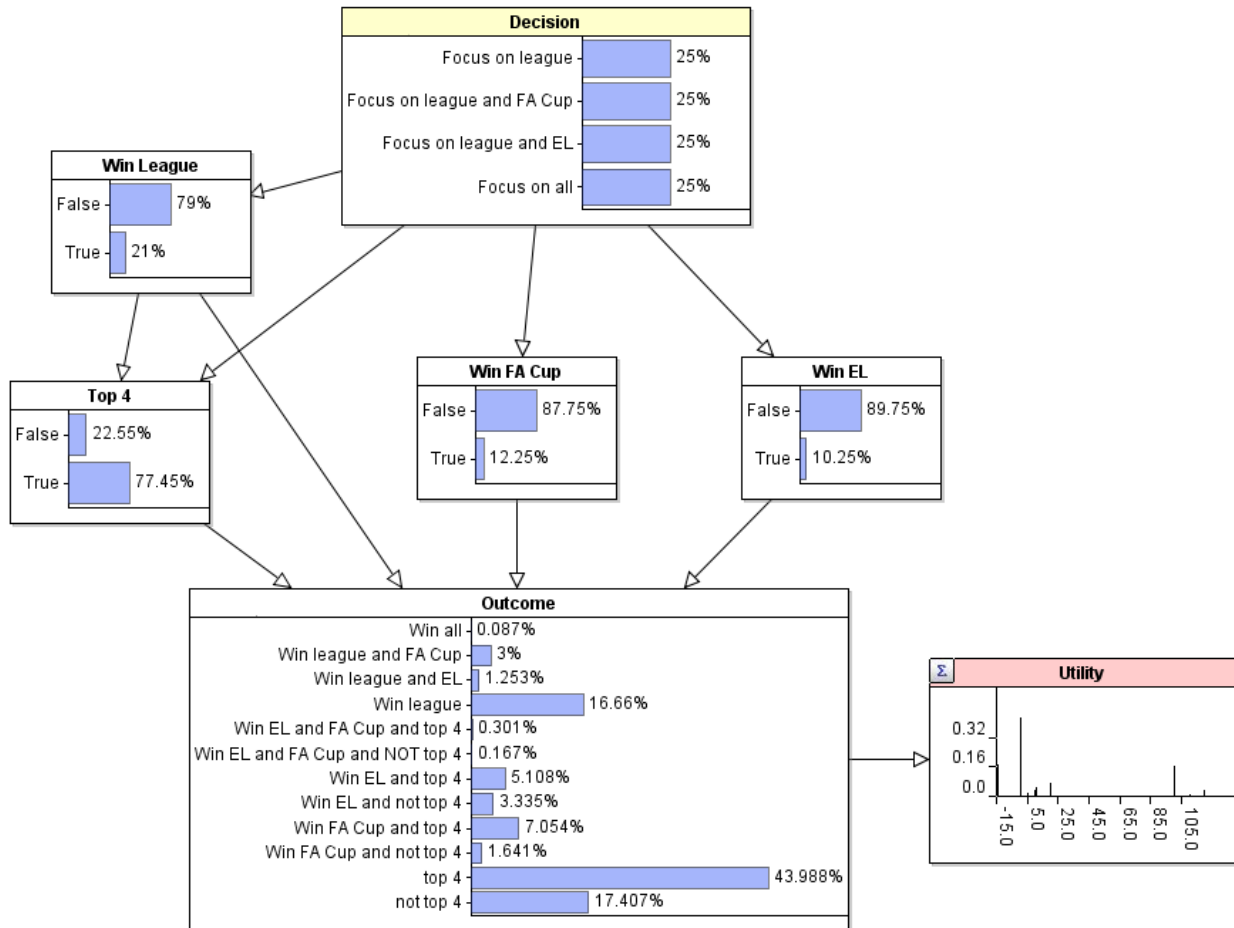 Decision
Focus on league 25%
Focus on league and FA Cup 25%
Focus on league and EL 25%
Focus on all 25%
Win League
False 79%
True 21%
Top 4
False 22.55%
True 77.45%
Win FA Cup
False 87.75%
True 12.25%
Win EL
False 89.75%
True 10.25%
Outcome
Win all 0.087%
Win league and FA Cup 3%
Win league and EL 1.253%
Win league 16.66%
Win EL and FA Cup and top 4 0.301%
Win EL and FA Cup and NOT top 4 0.167%
Win EL and top 4 5.108%
Win EL and not top 4 3.335%
Win FA Cup and top 4 7.054%
Win FA Cup and not top 4 1.641%
top 4 43.988%
not top 4 17.407%
Σ Utility
0.32
0.16
0.0
-15.0 5.0 25.0 45.0 65.0 85.0 105.0